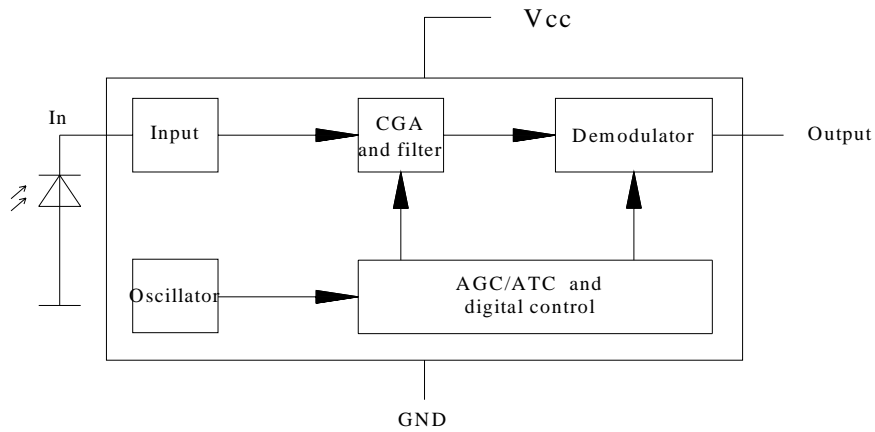 Vcc
In
Input
CGA
and filter
Demodulator
Output
Oscillator
AGC/ATC and
digital control
GND